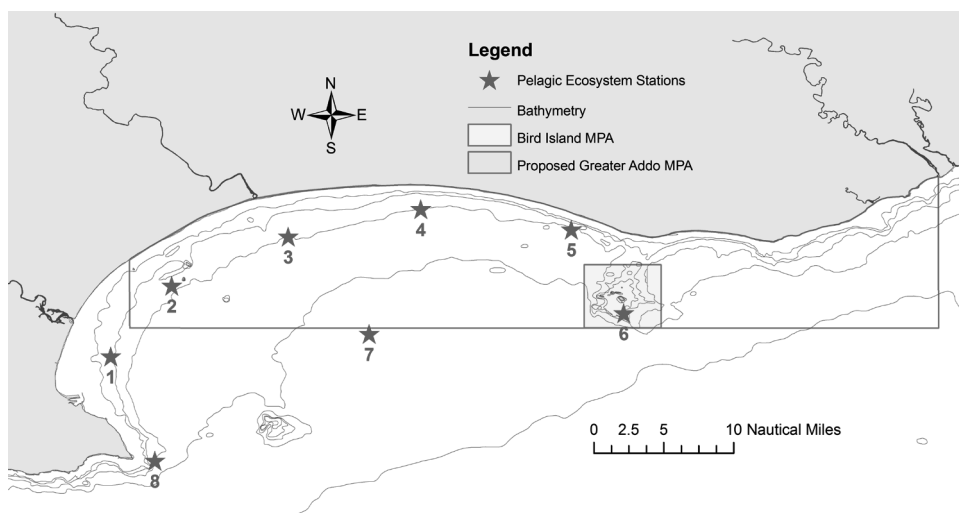 Legend
Pelagic Ecosystem Stations
Bathymetry
Bird Island MPA
Proposed Greater Addo MPA
N
W E
S
4
3
5
2
6
7
1
0 2.5 5 10 Nautical Miles
8